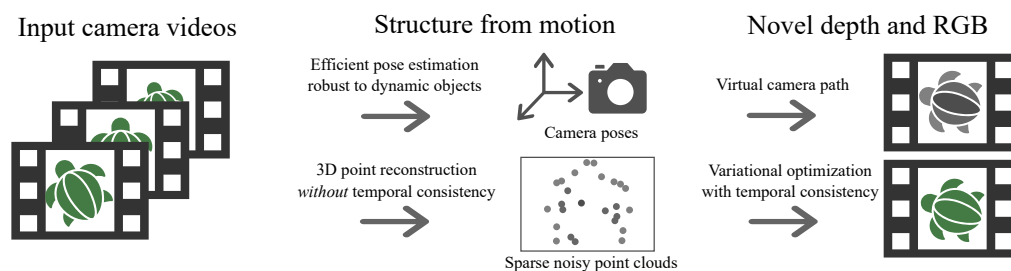 Input camera videos
Structure from motion
Novel depth and RGB
Efficient pose estimation
robust to dynamic objects
Camera poses
Virtual camera path
3D point reconstruction
without temporal consistency
Sparse noisy point clouds
Variational optimization
with temporal consistency